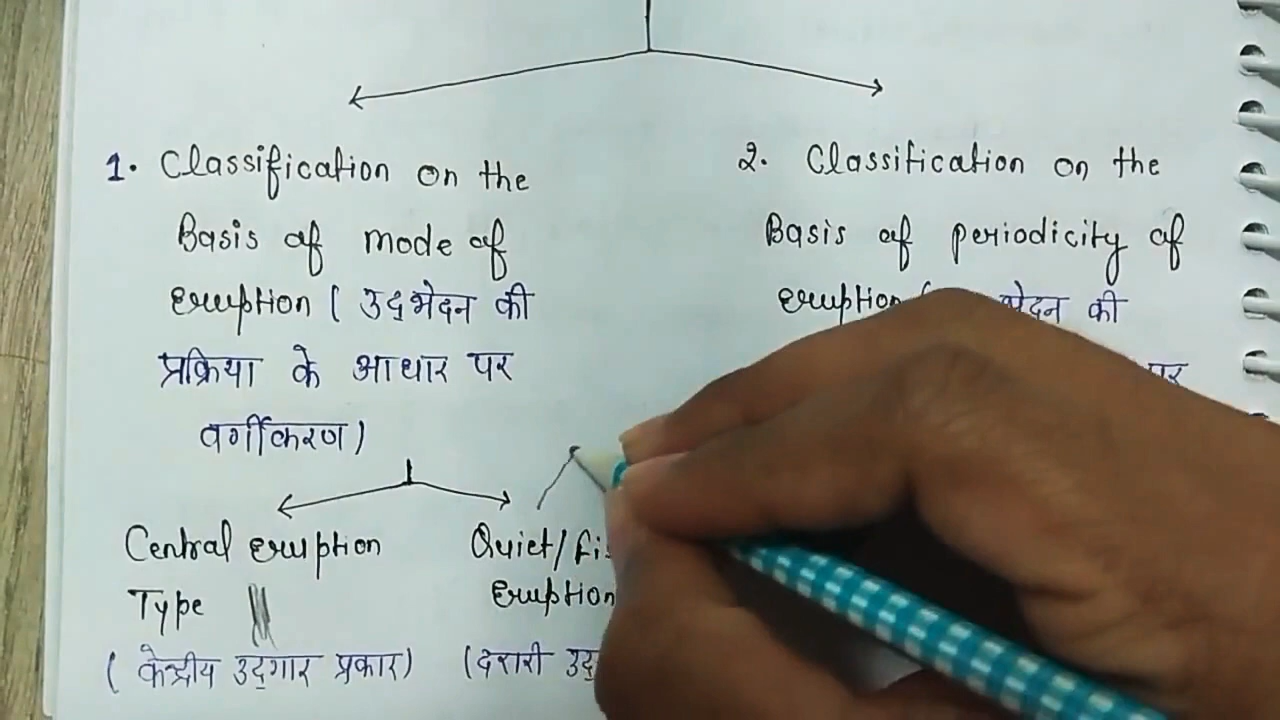 1. Classification on the
Basis of mode of
eruption ( उद्भेदन की
प्रक्रिया के आधार पर
वर्गीकरण)
Central eruption
Type
( केन्द्रीय उद्गार प्रकार)
Quiet/
Eruption
(दरारी
2. Classification on the
Basis of periodicity of
eruption
की
पर